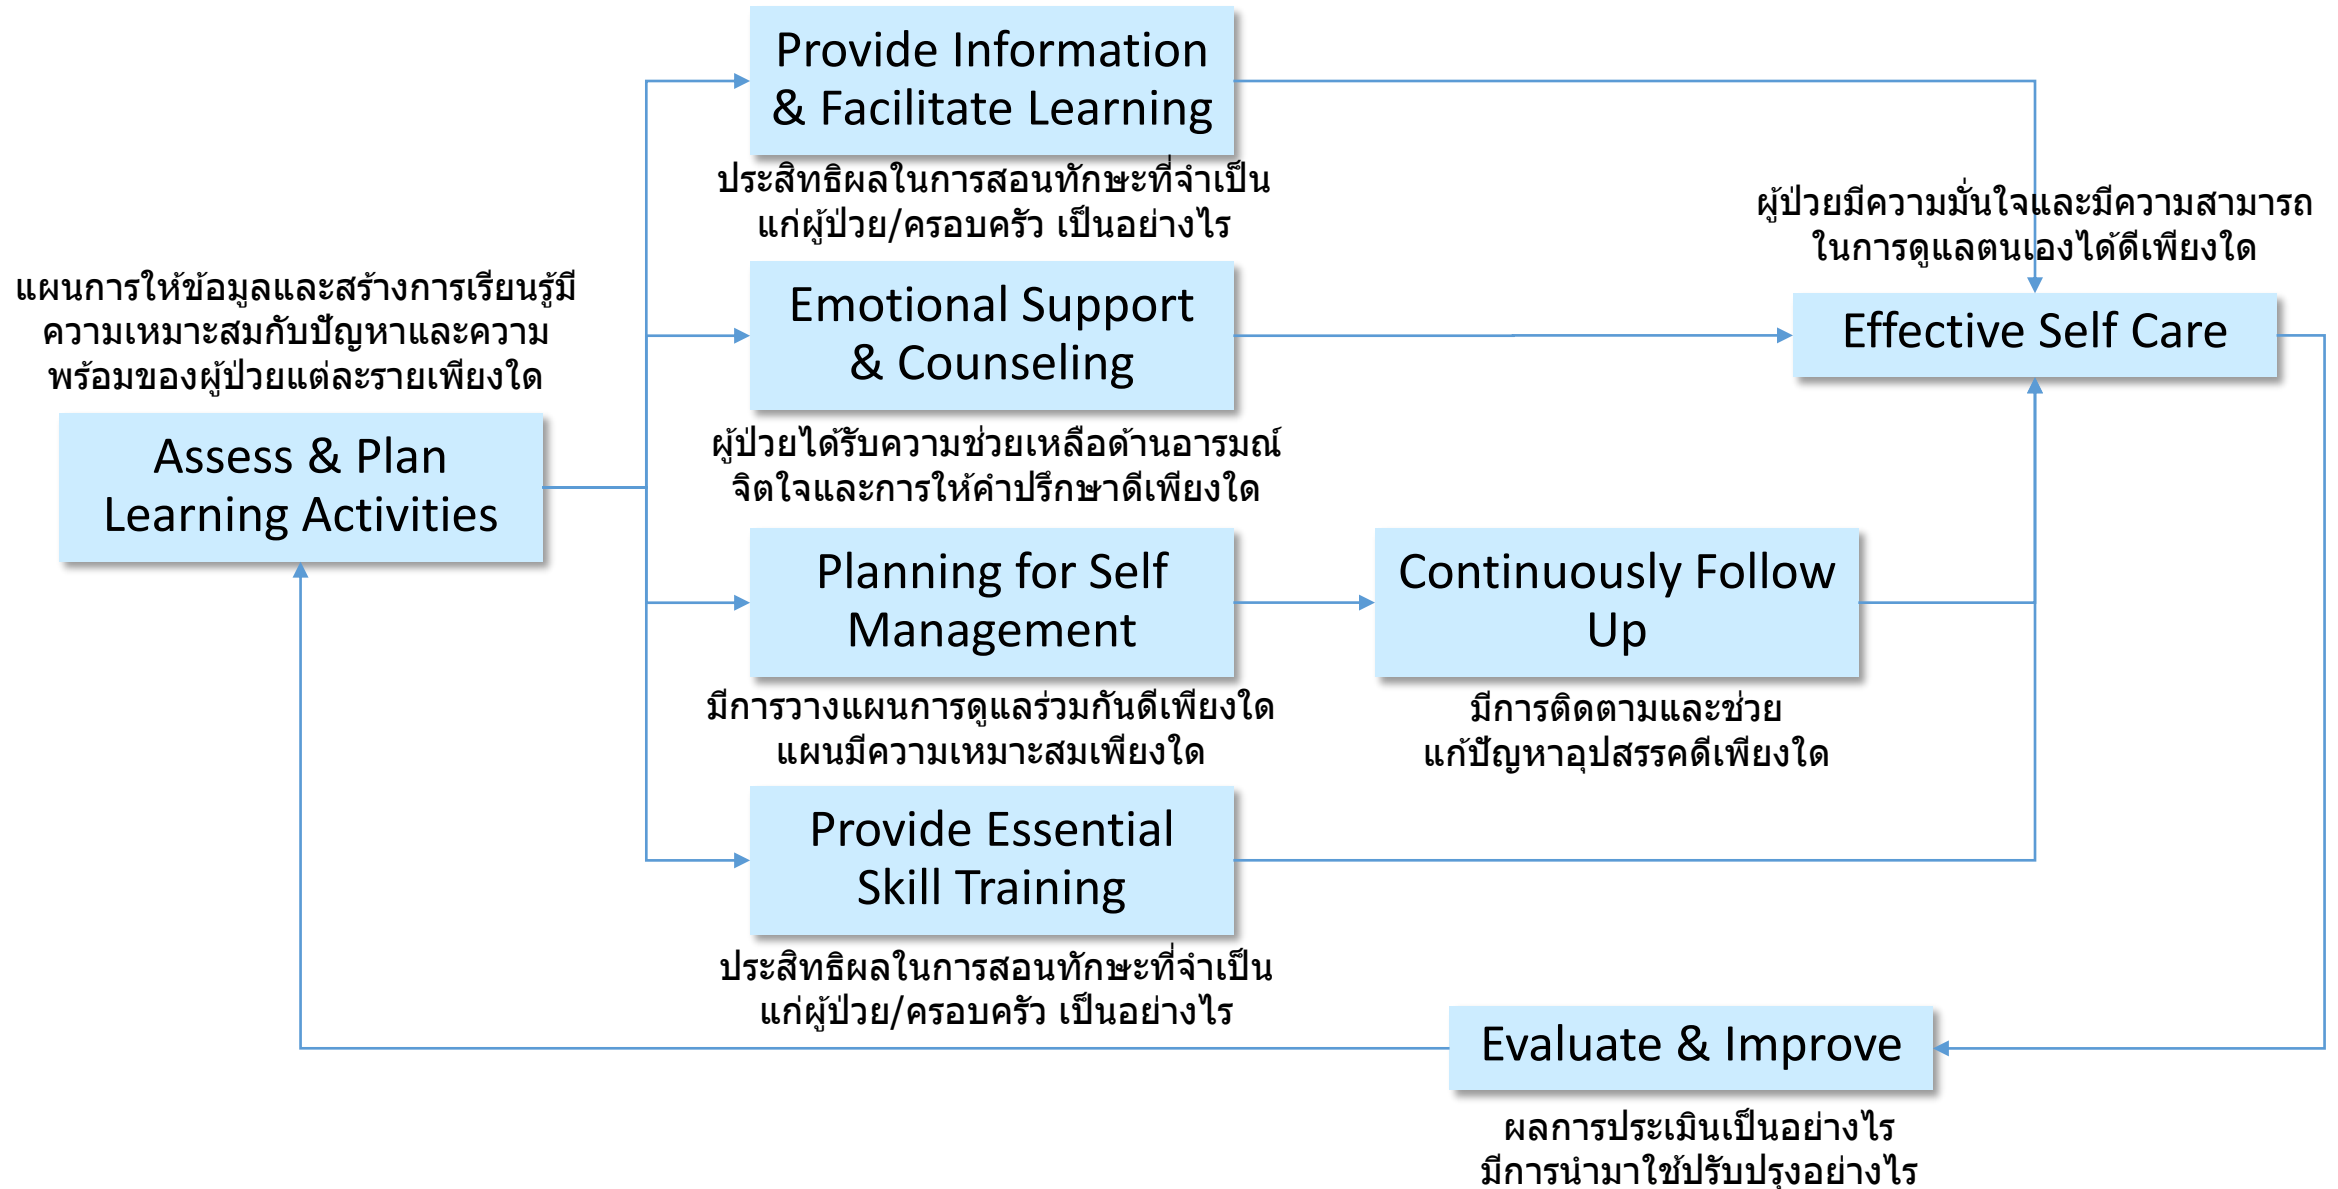 Provide Information
& Facilitate Learning
ประสิทธิผลในการสอนทักษะที่จำเป็น
แก่ผู้ป่วย/ครอบครัว เป็นอย่างไร
ผู้ป่วยมีความมั่นใจและมีความสามารถ
ในการดูแลตนเองได้ดีเพียงใด
แผนการให้ข้อมูลและสร้างการเรียนรู้มี
ความเหมาะสมกับปัญหาและความ
พร้อมของผู้ป่วยแต่ละรายเพียงใด
Emotional Support
& Counseling
Effective Self Care
Assess & Plan
Learning Activities
ผู้ป่วยได้รับความช่วยเหลือด้านอารมณ์
จิตใจและการให้คำปรึกษาดีเพียงใด
Planning for Self
Management
Continuously Follow
Up
มีการวางแผนการดูแลร่วมกันดีเพียงใด
แผนมีความเหมาะสมเพียงใด
มีการติดตามและช่วย
แก้ปัญหาอุปสรรคดีเพียงใด
Provide Essential
Skill Training
ประสิทธิผลในการสอนทักษะที่จำเป็น
แก่ผู้ป่วย/ครอบครัว เป็นอย่างไร
Evaluate & Improve
ผลการประเมินเป็นอย่างไร
มีการนำมาใช้ปรับปรุงอย่างไร